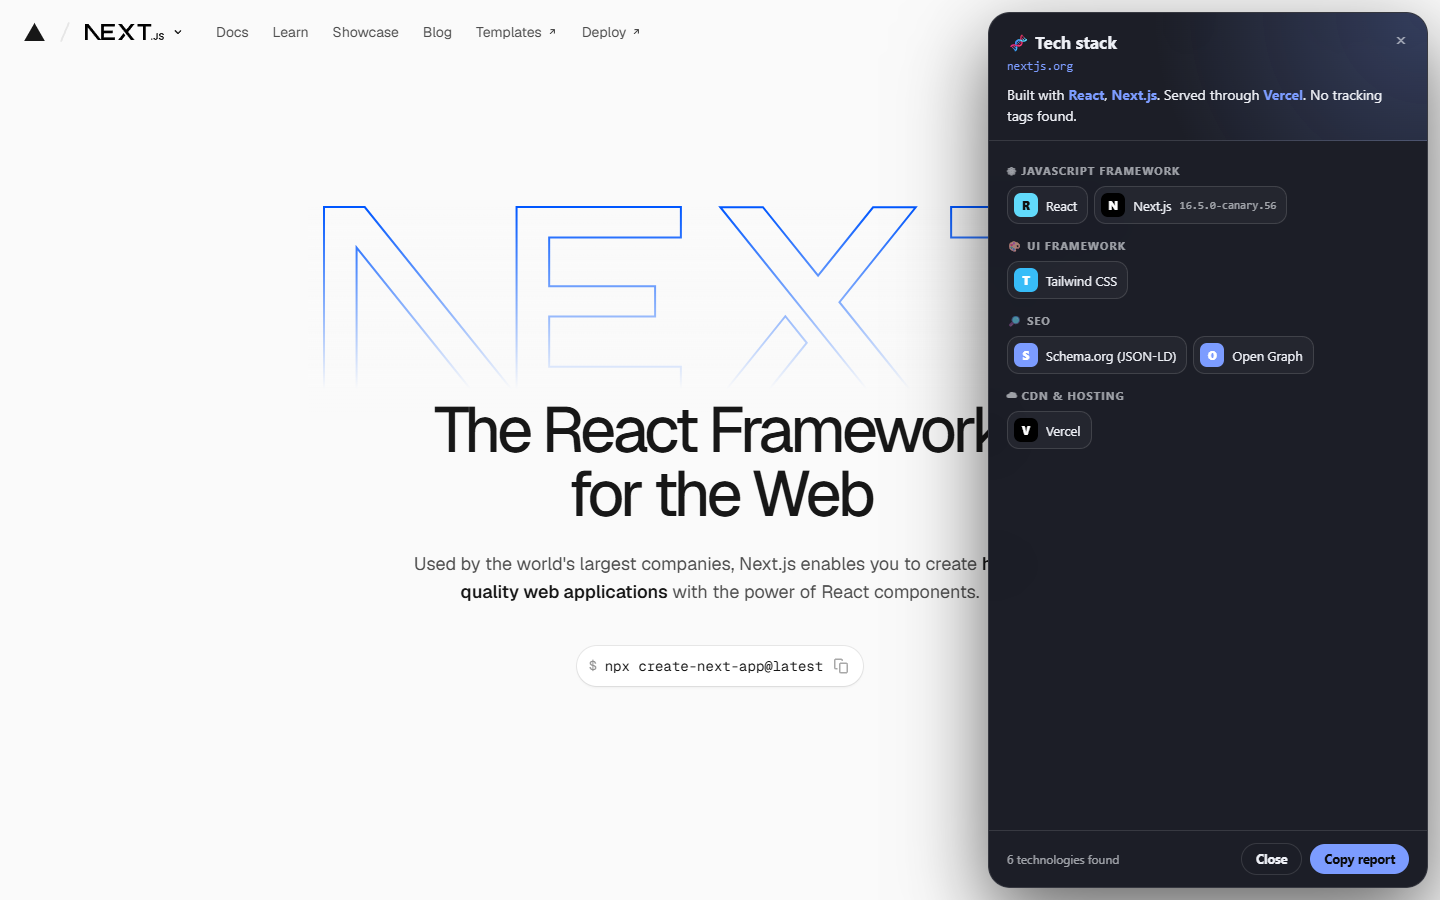 NEXT.JS
Docs
Learn
Showcase
Blog
Templates
Deploy
NEXT
The React Framework
for the Web
Used by the world's largest companies, Next.js enables you to create
quality web applications with the power of React components.
$ npx create-next-app@latest
Tech stack
×
nextjs.org
Built with React, Next.js. Served through Vercel. No tracking
tags found.
JAVASCRIPT FRAMEWORK
R React
N Next.js 16.5.0-canary.56
UI FRAMEWORK
T Tailwind CSS
SEO
S Schema.org (JSON-LD)
O Open Graph
CDN & HOSTING
V Vercel
6 technologies found
Close
Copy report